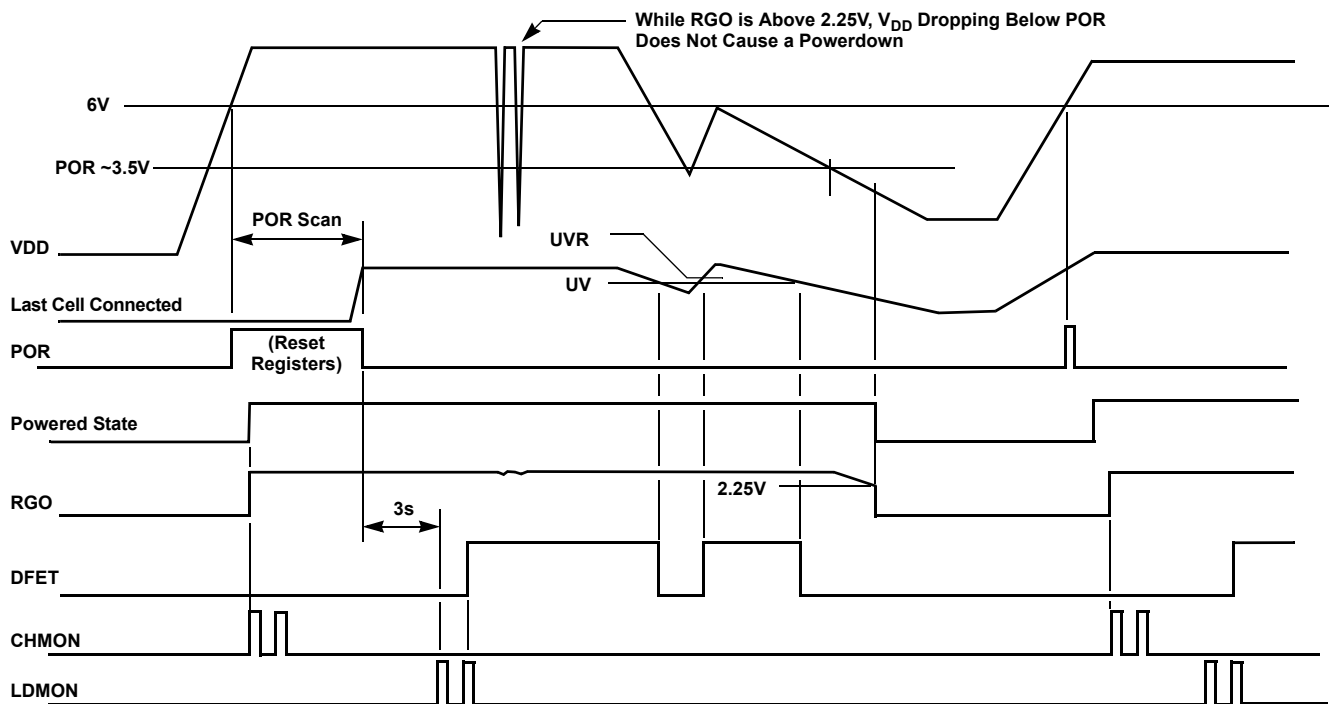 While RGO is Above 2.25V, VDD Dropping Below POR
Does Not Cause a Powerdown
6V
POR ~3.5V
POR Scan
VDD
UVR
UV
Last Cell Connected
POR
(Reset
Registers)
Powered State
2.25V
RGO
3s
DFET
CHMON
LDMON